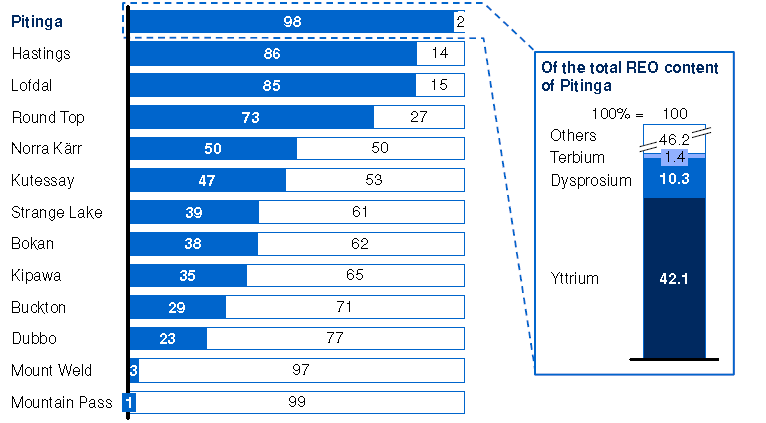 Pitinga 98 2
Hastings 86 14
Lofdal 85 15
Round Top 73 27
Norra Kärr 50 50
Kutessay 47 53
Strange Lake 39 61
Bokan 38 62
Kipawa 35 65
Buckton 29 71
Dubbo 23 77
Mount Weld 3 97
Mountain Pass 1 99
Of the total REO content
of Pitinga
100% = 100
Others 46.2
Terbium 1.4
Dysprosium 10.3
Yttrium 42.1